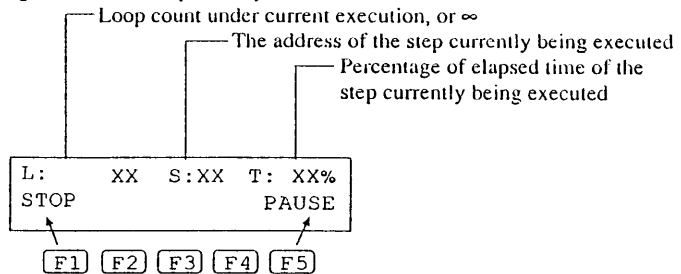 Loop count under current execution, or ∞
The address of the step currently being executed
Percentage of elapsed time of the
step currently being executed
L: XX S:XX T: XX%
STOP PAUSE
F1 F2 F3 F4 F5